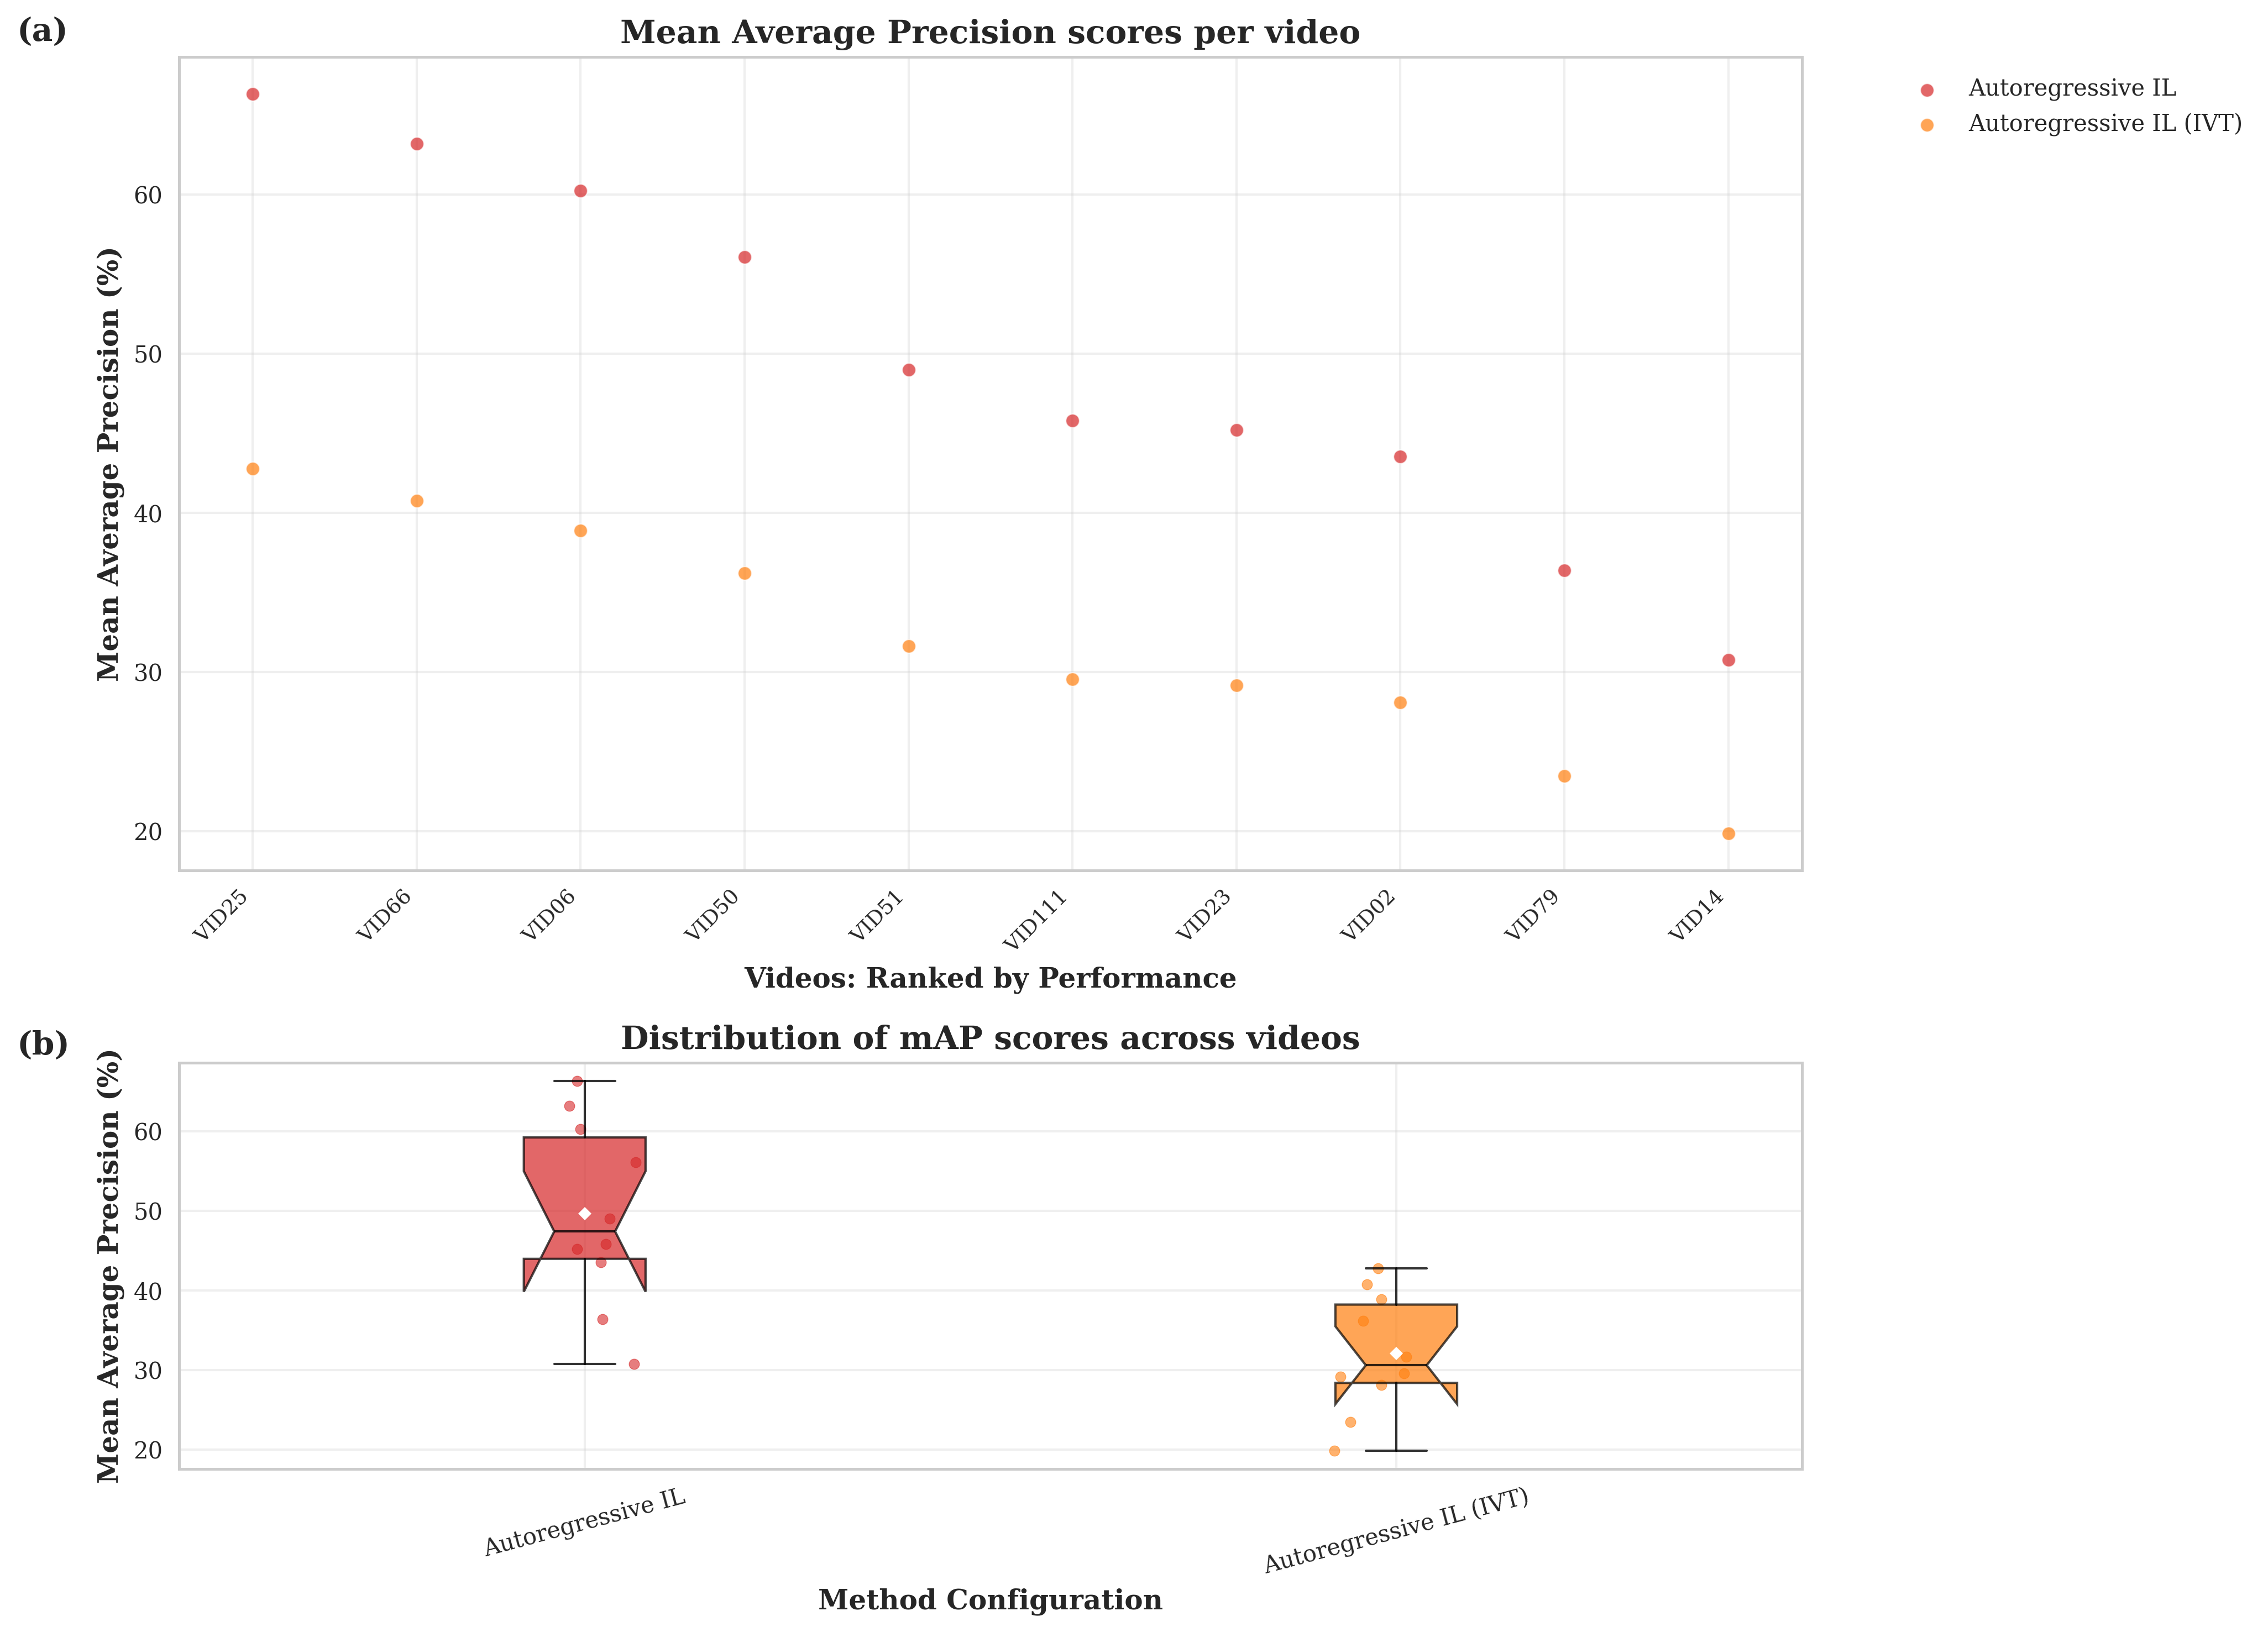 (a)
Mean Average Precision scores per video
Autoregressive IL
Autoregressive IL (IVT)
Mean Average Precision (%)
60
50
40
30
20
VID25
VID66
VID06
VID50
VID51
VID111
VID23
VID02
VID79
VID14
Videos: Ranked by Performance
(b)
Distribution of mAP scores across videos
Mean Average Precision (%)
60
50
40
30
20
Autoregressive IL
Autoregressive IL (IVT)
Method Configuration